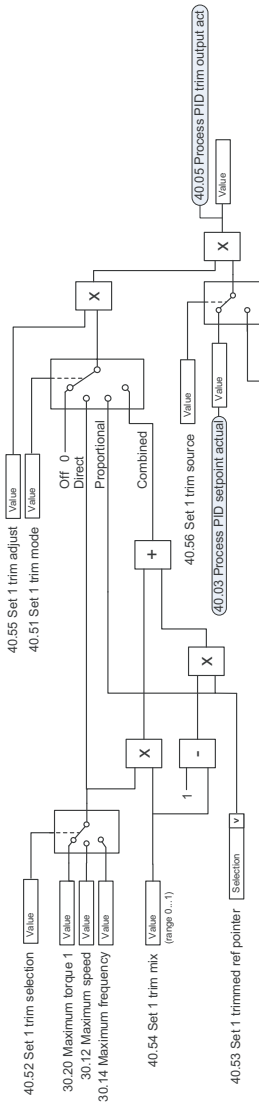 40.52 Set 1 trim selection
Value
30.20 Maximum torque 1
Value
30.12 Maximum speed
Value
30.14 Maximum frequency
Value
40.54 Set 1 trim mix
Value
(range 0...1)
40.53 Set 1 trimmed ref pointer
Selection
v
1
-
x
x
+
40.55 Set 1 trim adjust
Value
40.51 Set 1 trim mode
Value
Off 0
Direct
Proportional
Combined
x
40.56 Set 1 trim source
Value
40.03 Process PID setpoint actual
Value
x
40.05 Process PID trim output act
Value